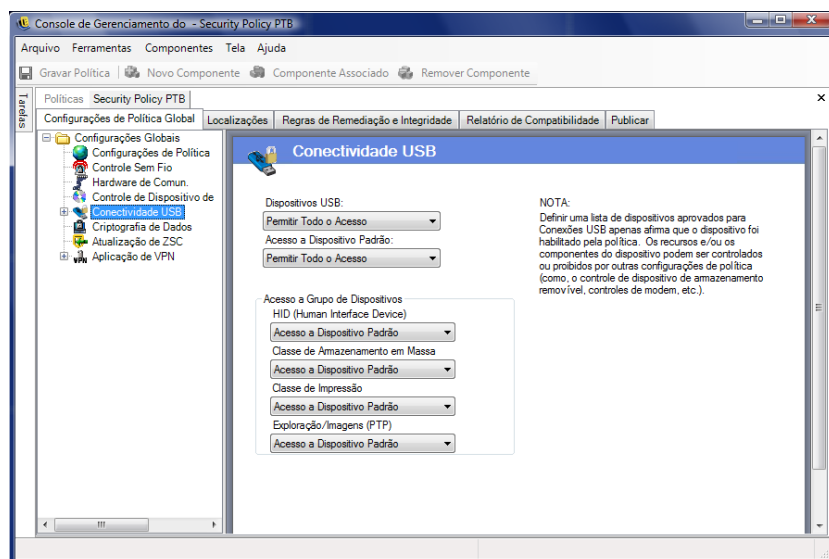 Console de Gerenciamento do - Security Policy PTB
Arquivo Ferramentas Componentes Tela Ajuda
Gravar Política Novo Componente Componente Associado Remover Componente
Tarefas
Políticas Security Policy PTB
Configurações de Política Global Localizações Regras de Remediação e Integridade Relatório de Compatibilidade Publicar
Configurações Globais
Configurações de Política
Controle Sem Fio
Hardware de Comun.
Controle de Dispositivo de
Conectividade USB
Criptografia de Dados
Atualização de ZSC
Aplicação de VPN
Conectividade USB
Dispositivos USB:
Permitir Todo o Acesso
Acesso a Dispositivo Padrão:
Permitir Todo o Acesso
Acesso a Grupo de Dispositivos
HID (Human Interface Device)
Acesso a Dispositivo Padrão
Classe de Armazenamento em Massa
Acesso a Dispositivo Padrão
Classe de Impressão
Acesso a Dispositivo Padrão
Exploração/Imagens (PTP)
Acesso a Dispositivo Padrão
NOTA:
Definir uma lista de dispositivos aprovados para
Conexões USB apenas afirma que o dispositivo foi
habilitado pela política. Os recursos e/ou os
componentes do dispositivo podem ser controlados
ou proibidos por outras configurações de política
(como, o controle de dispositivo de armazenamento
removível, controles de modem, etc.).